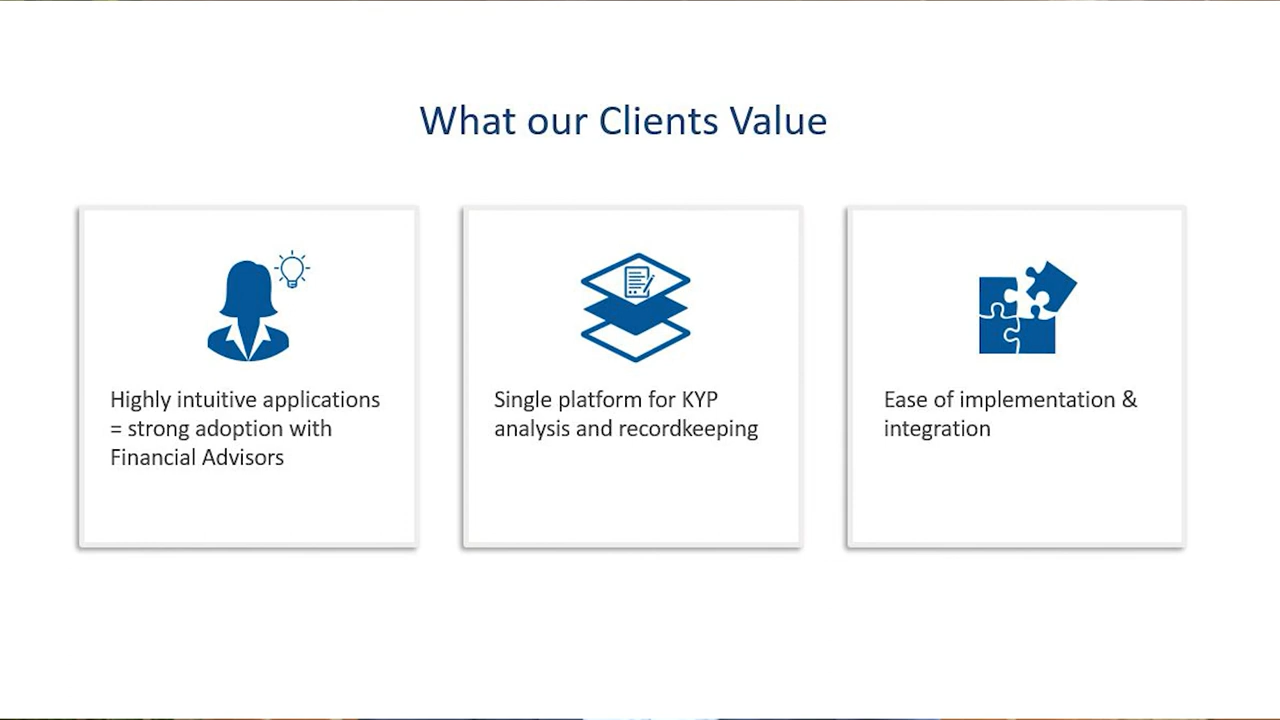 What our Clients Value
Highly intuitive applications
= strong adoption with
Financial Advisors
Single platform for KYP
analysis and recordkeeping
Ease of implementation &
integration